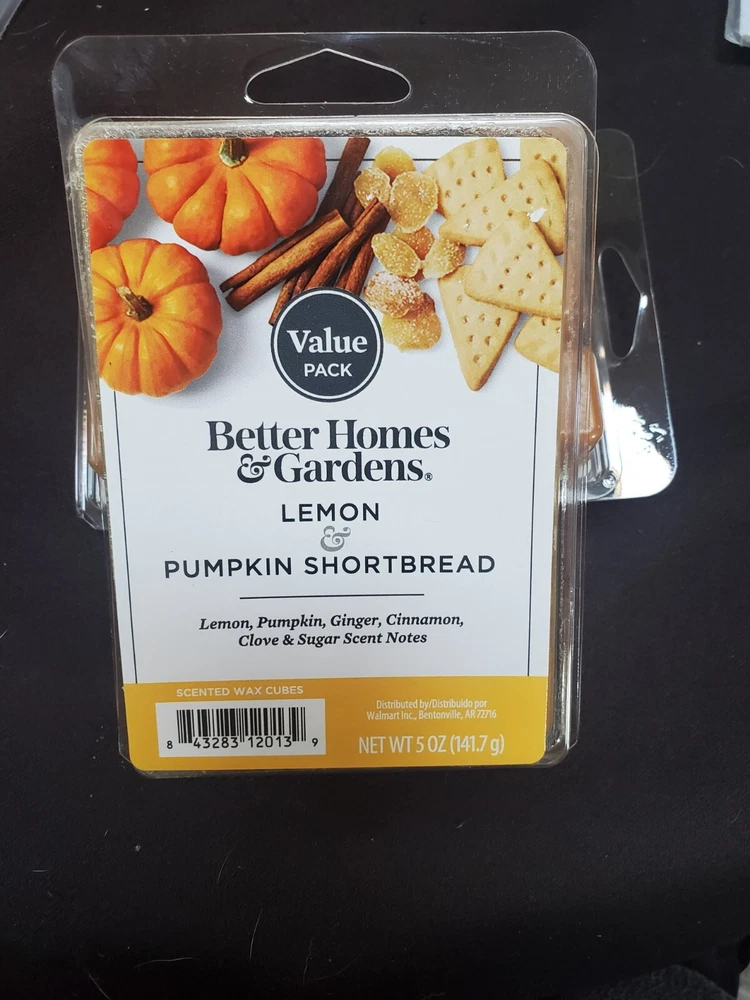 Value
PACK
Better Homes
& Gardens®
LEMON
&
PUMPKIN SHORTBREAD
Lemon, Pumpkin, Ginger, Cinnamon,
Clove & Sugar Scent Notes
SCENTED WAX CUBES
8 43283 12013 9
Distributed by/Distribuido por
Walmart Inc., Bentonville, AR 72716
NET WT 5 OZ (141.7 g)